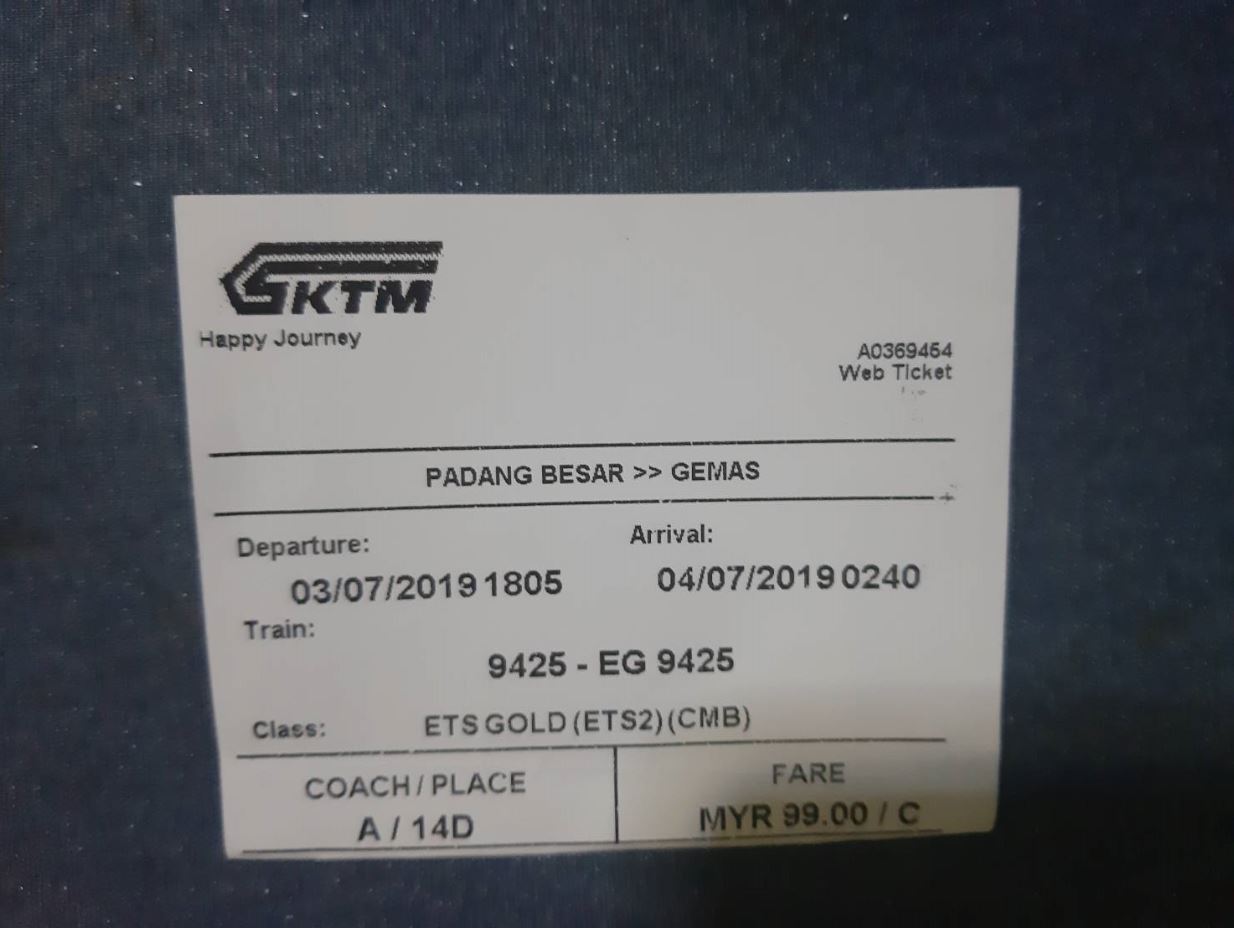 KTM
Happy Journey
A0369454
Web Ticket
PADANG BESAR >> GEMAS
Departure:
Arrival:
03/07/2019 1805
04/07/2019 0240
Train:
9425 - EG 9425
Class: ETS GOLD (ETS2) (CMB)
COACH / PLACE
FARE
A / 14D
MYR 99.00 / C